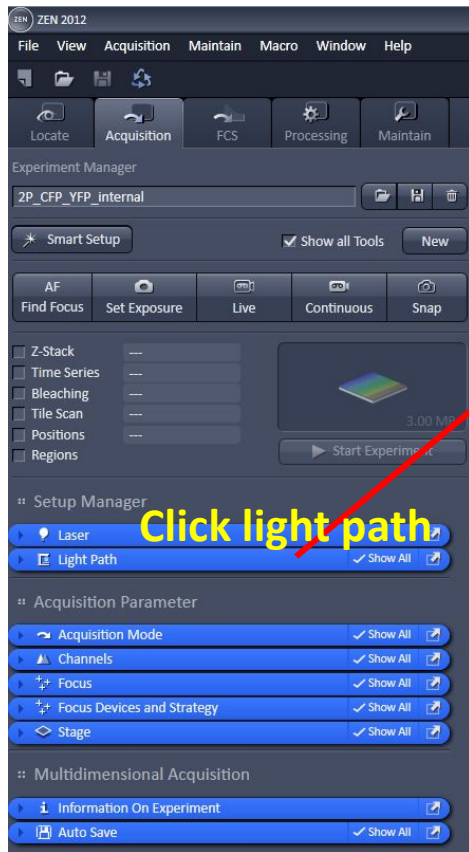 ZEN ZEN 2012
File View Acquisition Maintain Macro Window Help
Locate Acquisition FCS Processing Maintain
Experiment Manager
2P_CFP_YFP_internal
Smart Setup Show all Tools New
AF
Find Focus Set Exposure Live Continuous Snap
Z-Stack ---
Time Series ---
Bleaching ---
Tile Scan ---
Positions ---
Regions
3.00 MB
Start Experiment
Setup Manager
Click light path
Laser
Light Path Show All
Acquisition Parameter
Acquisition Mode Show All
Channels Show All
Focus Show All
Focus Devices and Strategy Show All
Stage Show All
Multidimensional Acquisition
Information On Experiment
Auto Save Show All